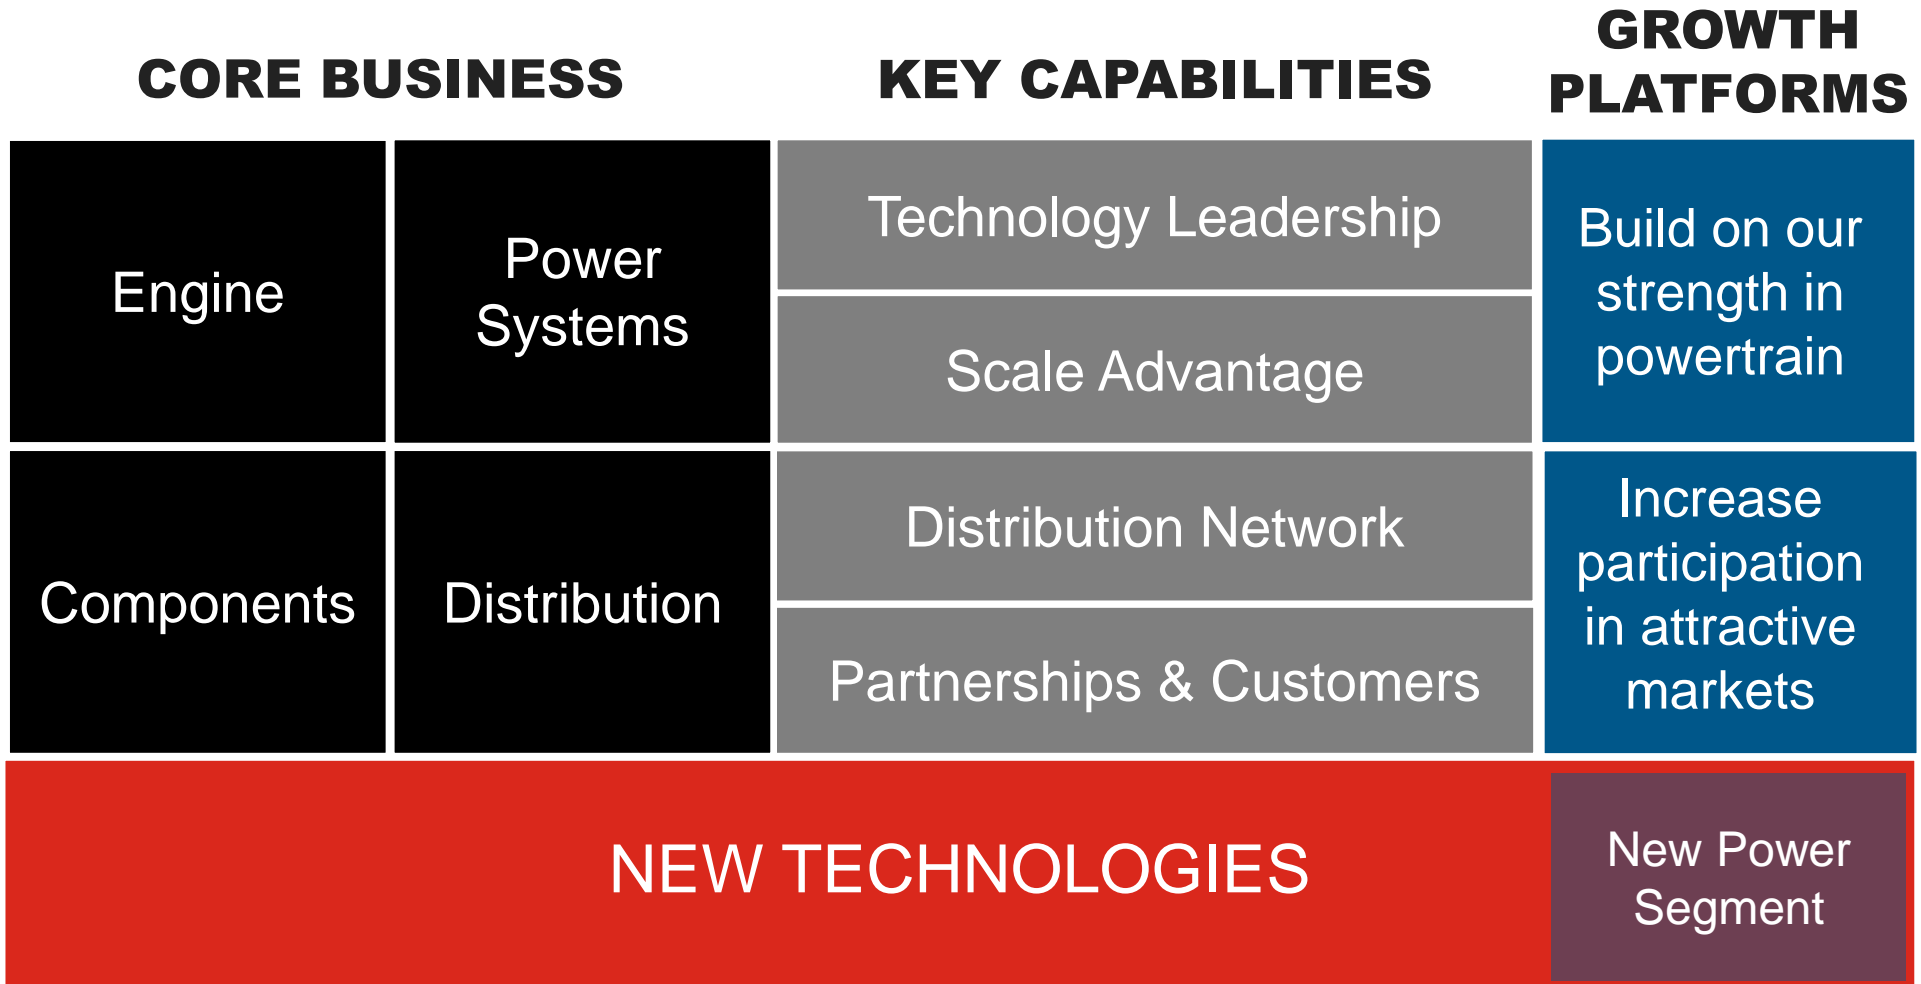 CORE BUSINESS
KEY CAPABILITIES
GROWTH
PLATFORMS
Engine
Power
Systems
Components
Distribution
Technology Leadership
Scale Advantage
Distribution Network
Partnerships & Customers
Build on our
strength in
powertrain
Increase
participation
in attractive
markets
NEW TECHNOLOGIES
New Power
Segment